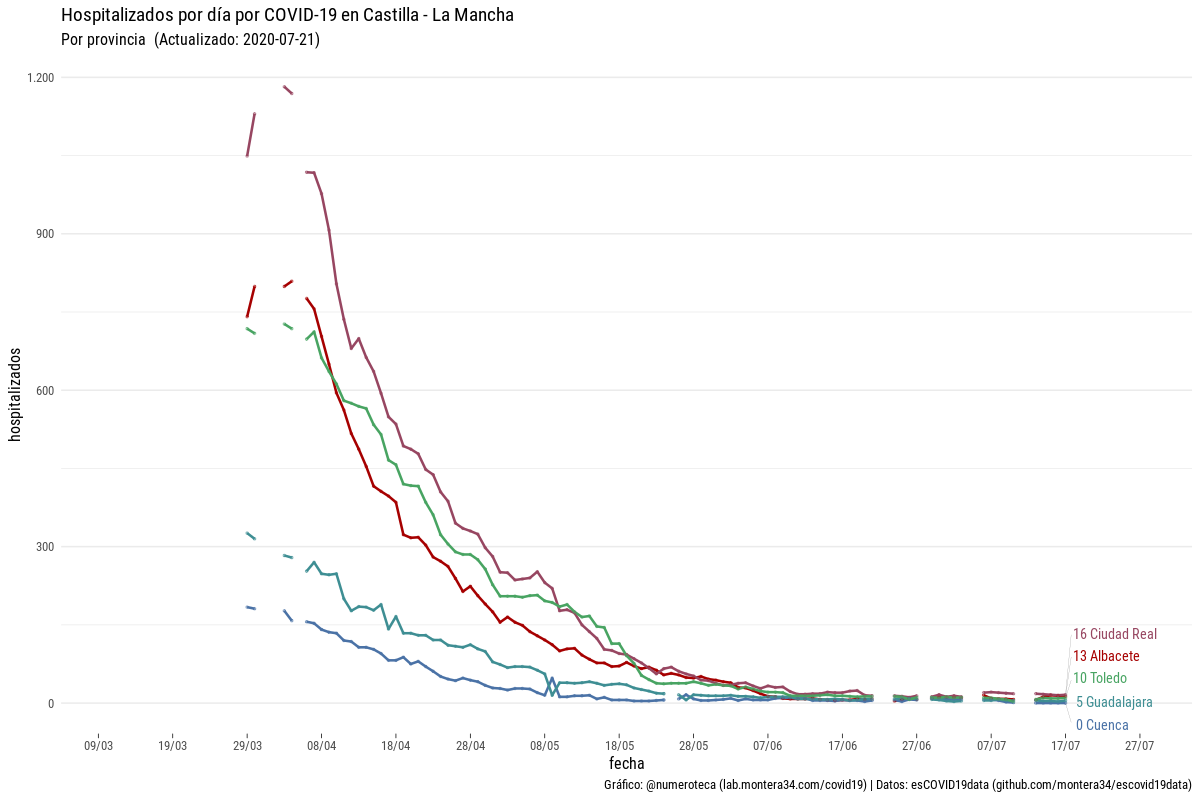 Hospitalizados por día por COVID-19 en Castilla - La Mancha
Por provincia (Actualizado: 2020-07-21)
hospitalizados
1.200
900
600
300
0
16 Ciudad Real
13 Albacete
10 Toledo
5 Guadalajara
0 Cuenca
09/03 19/03 29/03 08/04 18/04 28/04 08/05 18/05 28/05 07/06 17/06 27/06 07/07 17/07 27/07
fecha
Gráfico: @numeroteca (lab.montera34.com/covid19) | Datos: esCOVID19data (github.com/montera34/escovid19data)